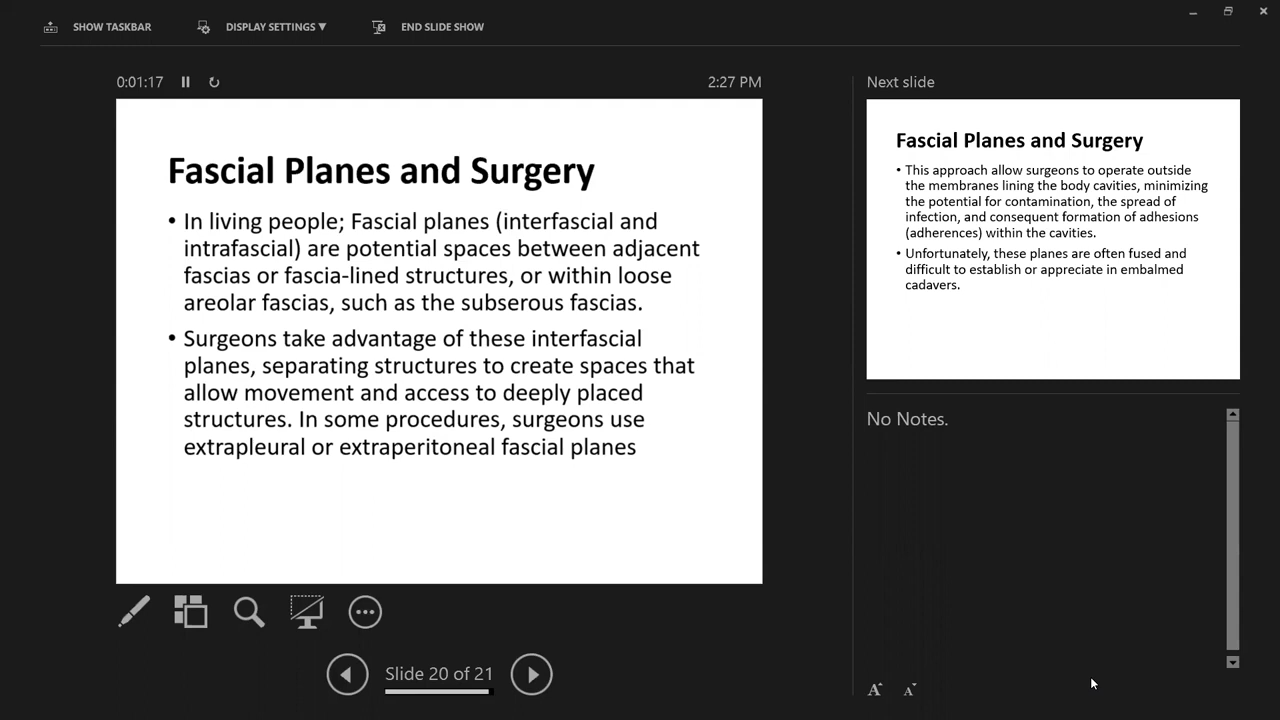 SHOW TASKBAR
DISPLAY SETTINGS ▼
END SLIDE SHOW
0:01:17
2:27 PM
Fascial Planes and Surgery
• In living people; Fascial planes (interfascial and
intrafascial) are potential spaces between adjacent
fascias or fascia-lined structures, or within loose
areolar fascias, such as the subserous fascias.
• Surgeons take advantage of these interfascial
planes, separating structures to create spaces that
allow movement and access to deeply placed
structures. In some procedures, surgeons use
extrapleural or extraperitoneal fascial planes
Slide 20 of 21
Next slide
Fascial Planes and Surgery
• This approach allow surgeons to operate outside
the membranes lining the body cavities, minimizing
the potential for contamination, the spread of
infection, and consequent formation of adhesions
(adherences) within the cavities.
• Unfortunately, these planes are often fused and
difficult to establish or appreciate in embalmed
cadavers.
No Notes.
A A